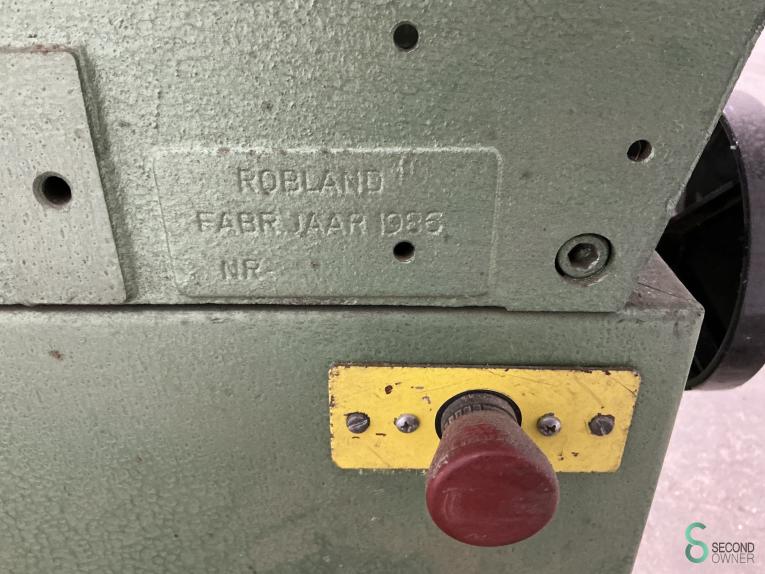 ROBLAND
FABR. JAAR 1986
NR-
SECOND
OWNER